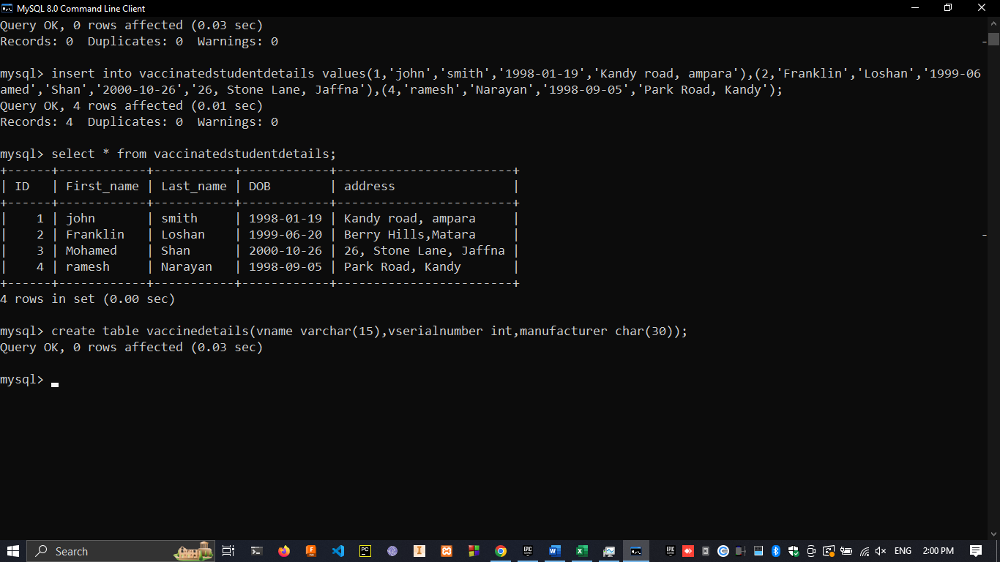 MySQL 8.0 Command Line Client
Query OK, 0 rows affected (0.03 sec)
Records: 0  Duplicates: 0  Warnings: 0
mysql> insert into vaccinatedstudentdetails values(1,'john','smith','1998-01-19','Kandy road, ampara'),(2,'Franklin','Loshan','1999-06
amed','Shan','2000-10-26','26, Stone Lane, Jaffna'),(4,'ramesh','Narayan','1998-09-05','Park Road, Kandy');
Query OK, 4 rows affected (0.01 sec)
Records: 4  Duplicates: 0  Warnings: 0
mysql> select * from vaccinatedstudentdetails;
+------+------------+-----------+------------+------------------------+
| ID   | First_name | Last_name | DOB        | address                |
+------+------------+-----------+------------+------------------------+
|    1 | john       | smith     | 1998-01-19 | Kandy road, ampara     |
|    2 | Franklin   | Loshan    | 1999-06-20 | Berry Hills,Matara     |
|    3 | Mohamed    | Shan      | 2000-10-26 | 26, Stone Lane, Jaffna |
|    4 | ramesh     | Narayan   | 1998-09-05 | Park Road, Kandy       |
+------+------------+-----------+------------+------------------------+
4 rows in set (0.00 sec)
mysql> create table vaccinedetails(vname varchar(15),vserialnumber int,manufacturer char(30));
Query OK, 0 rows affected (0.03 sec)
mysql>
Search
ENG
2:00 PM